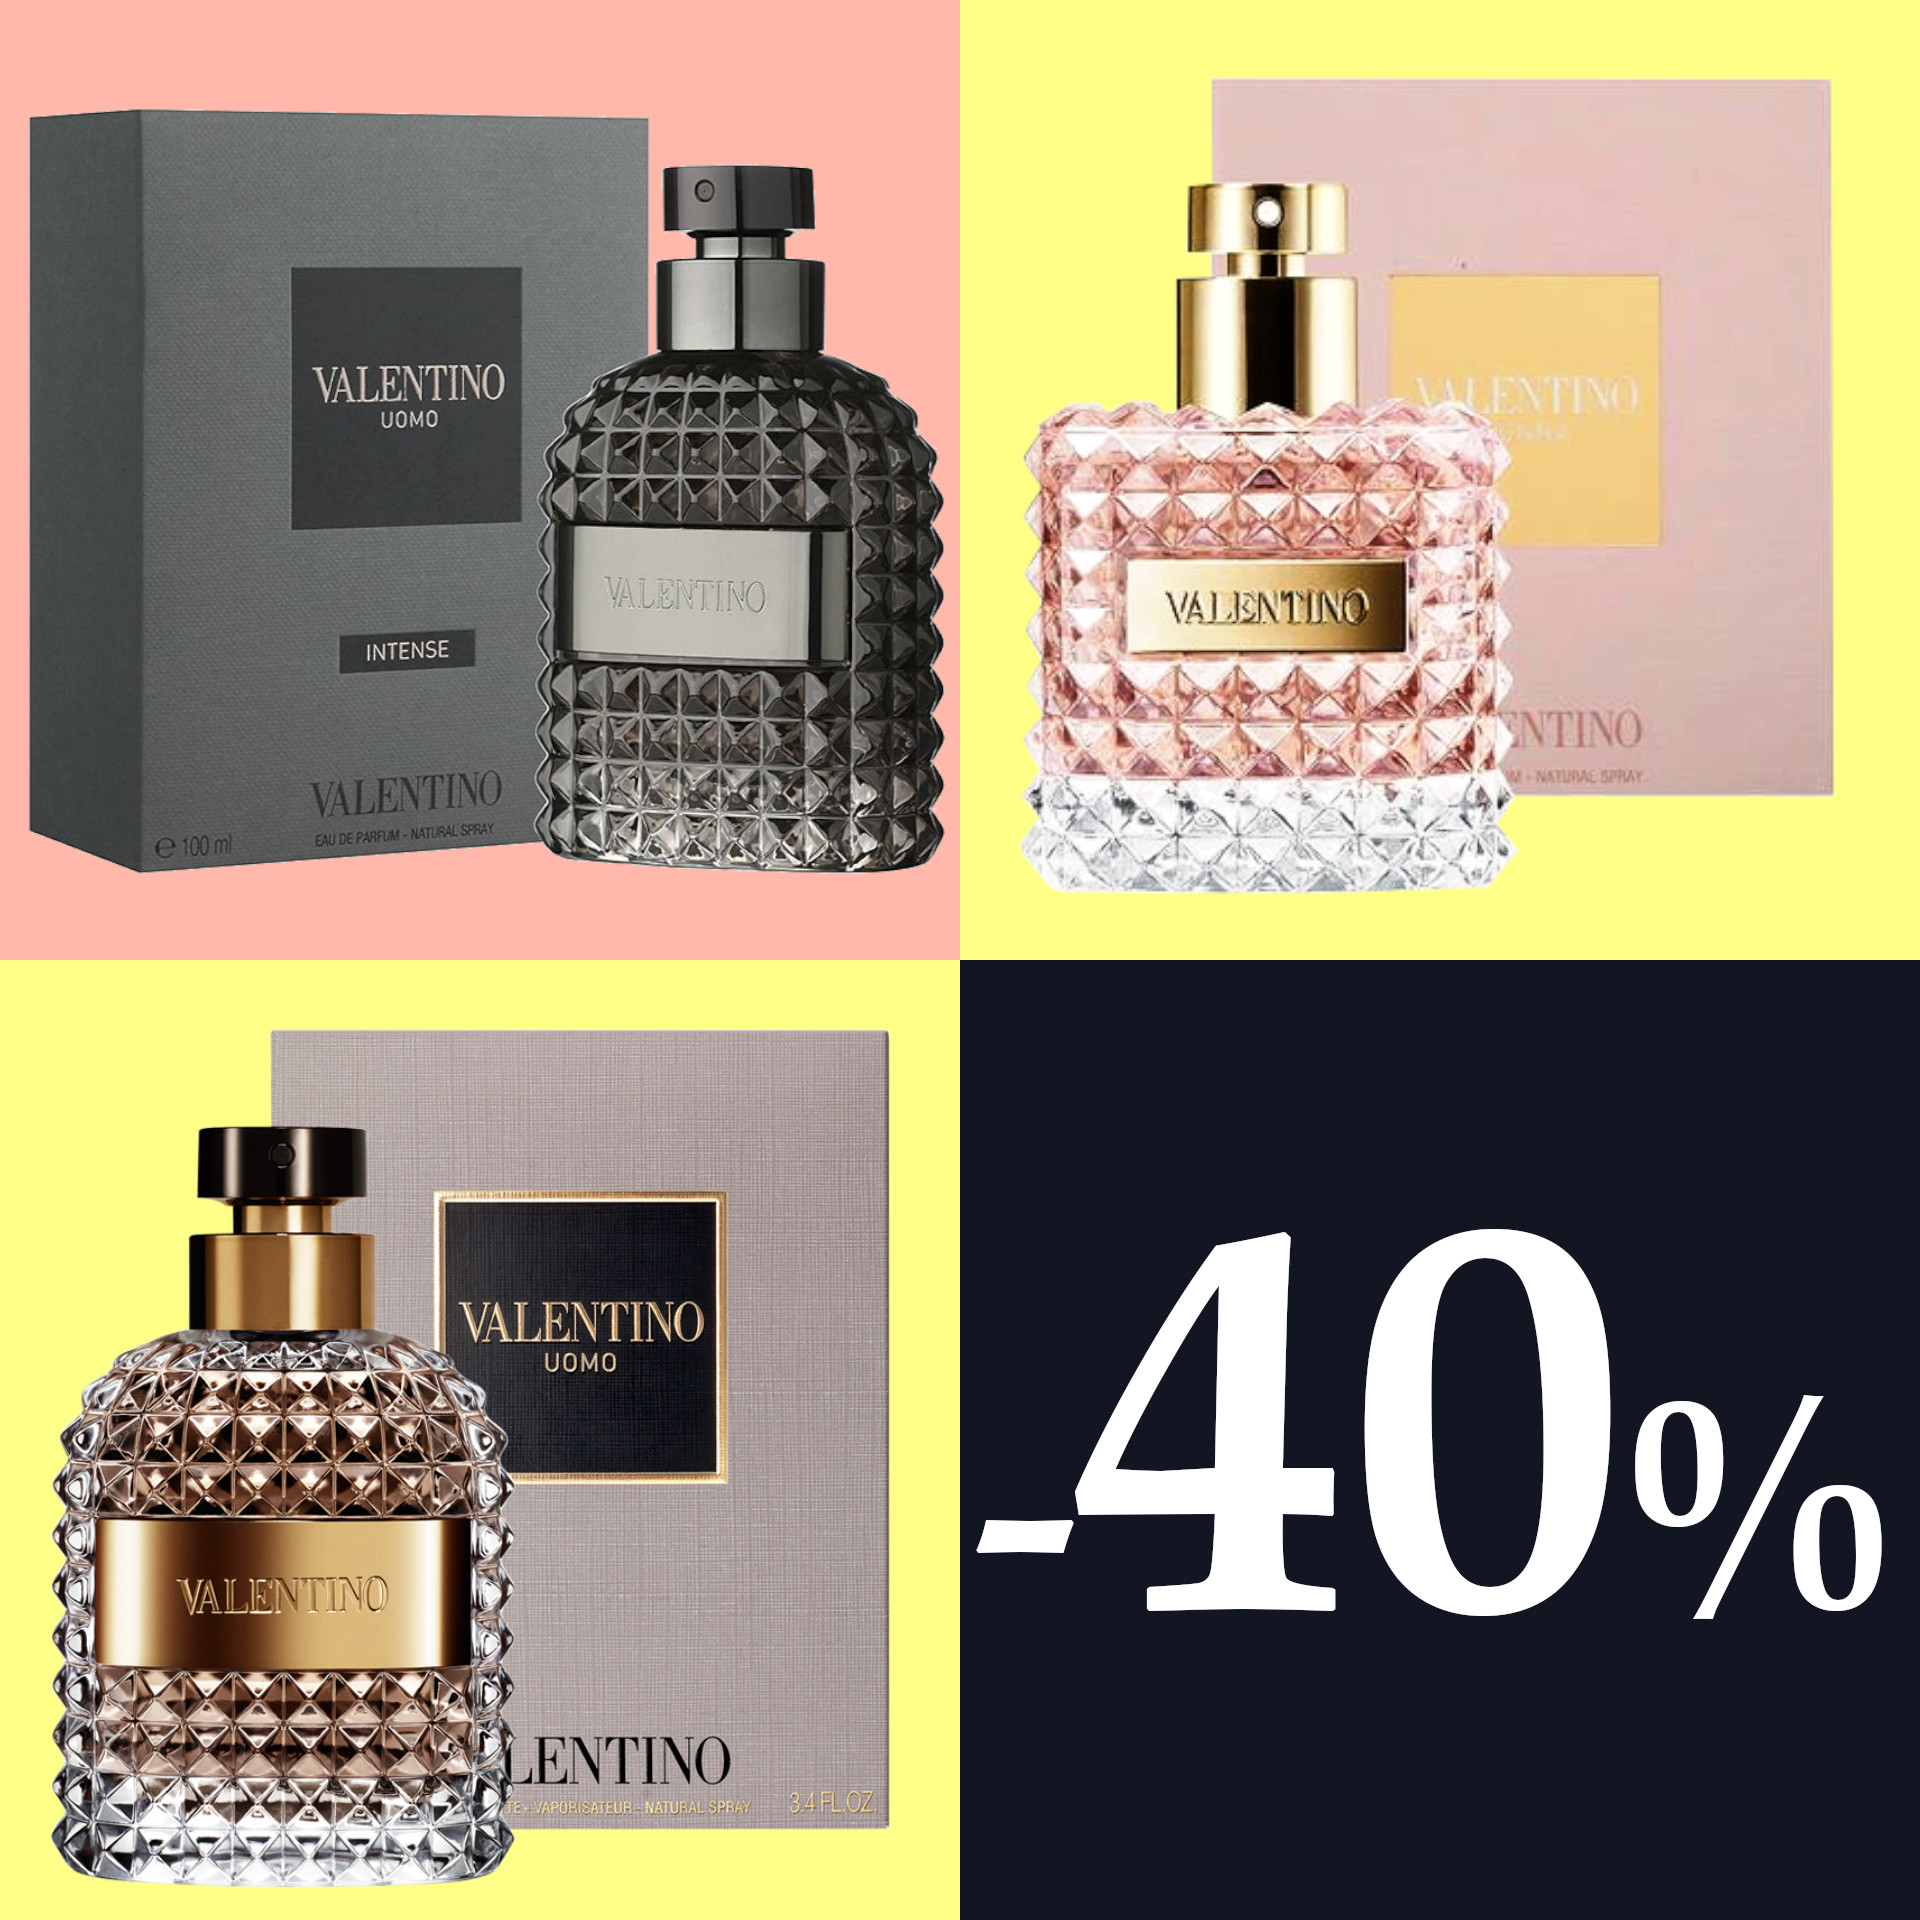 VALENTINO
UOMO
VALENTINO
INTENSE
VALENTINO
EAU DE PARFUM - NATURAL SPRAY
℮ 100 ml
VALENTINO
VALENTINO
ENTINO
- NATURAL SPRAY
VALENTINO
UOMO
VALENTINO
LENTINO
TE - VAPORISATEUR - NATURAL SPRAY
3.4 FL.OZ.
-40%